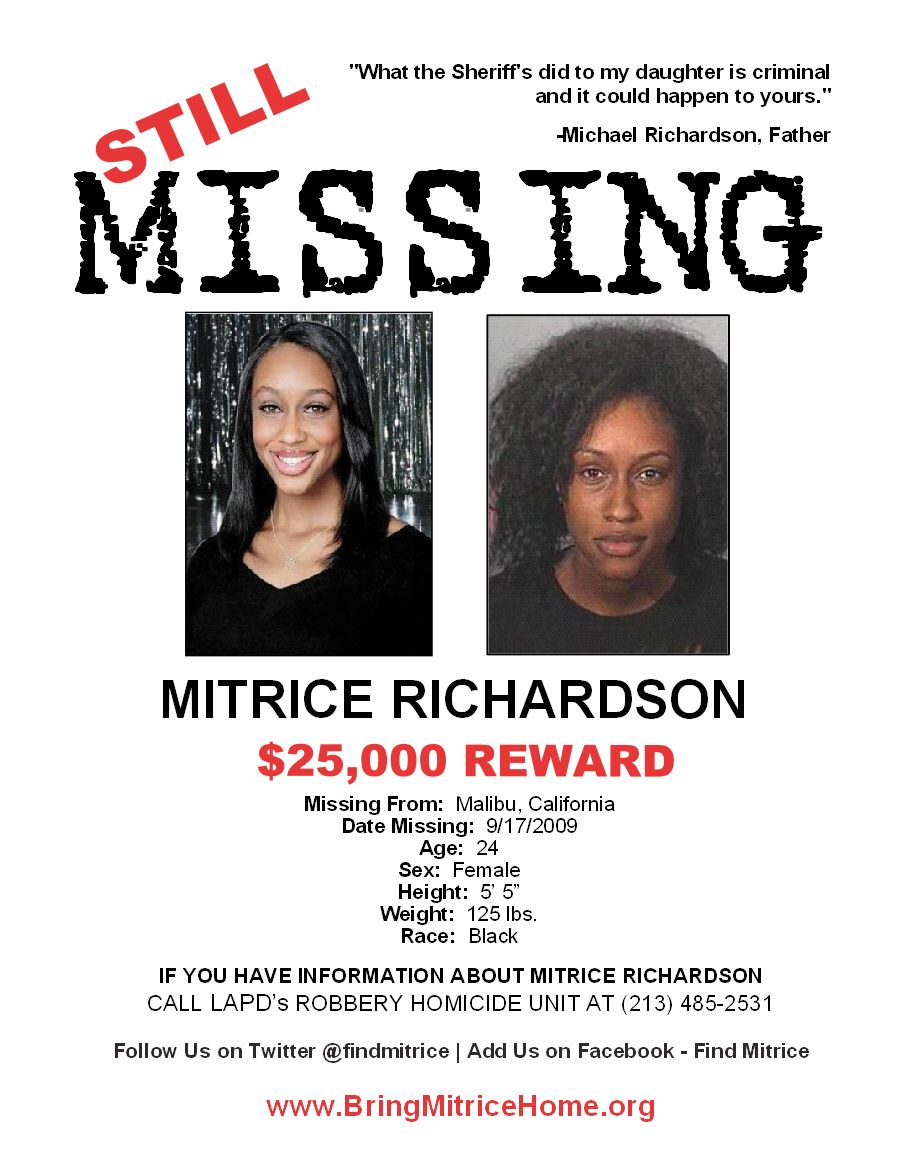 "What the Sheriff's did to my daughter is criminal
and it could happen to yours."
-Michael Richardson, Father
STILL
MISSING
MITRICE RICHARDSON
$25,000 REWARD
Missing From: Malibu, California
Date Missing: 9/17/2009
Age: 24
Sex: Female
Height: 5’ 5”
Weight: 125 lbs.
Race: Black
IF YOU HAVE INFORMATION ABOUT MITRICE RICHARDSON
CALL LAPD’s ROBBERY HOMICIDE UNIT AT (213) 485-2531
Follow Us on Twitter @findmitrice | Add Us on Facebook - Find Mitrice
www.BringMitriceHome.org